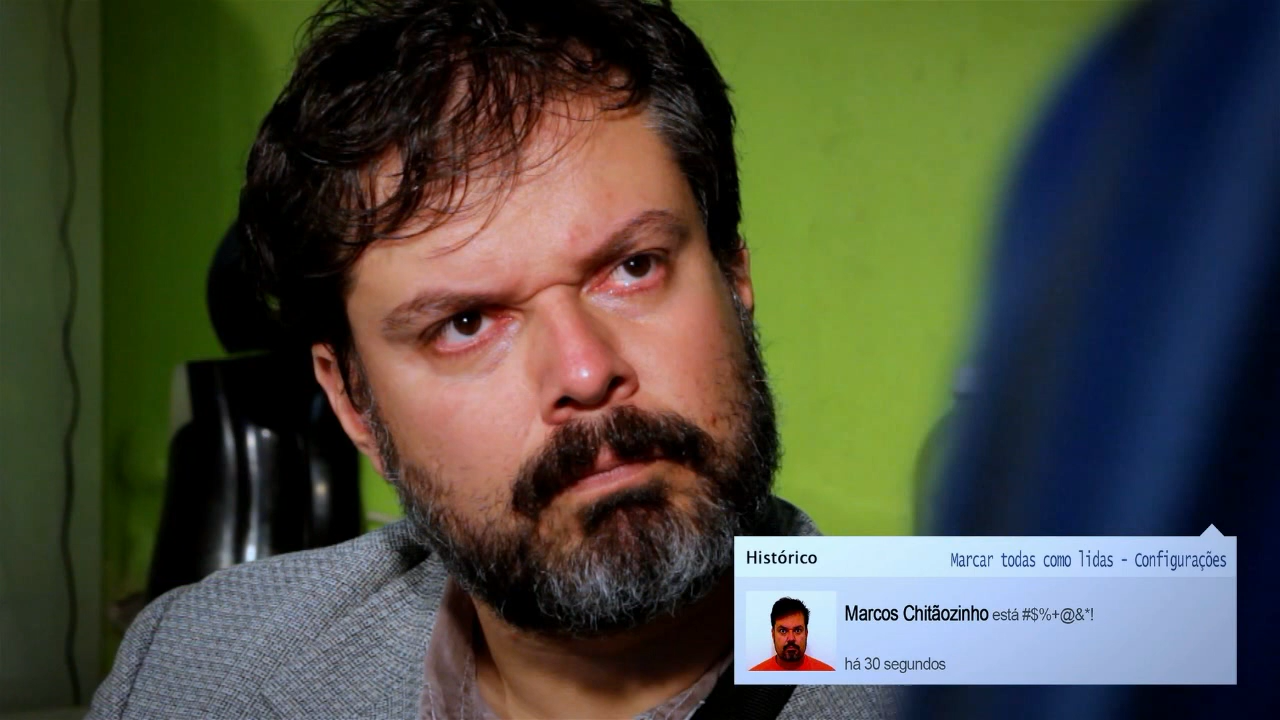 Histórico
Marcar todas como lidas - Configurações
Marcos Chitãozinho está #$%+@&*!
há 30 segundos